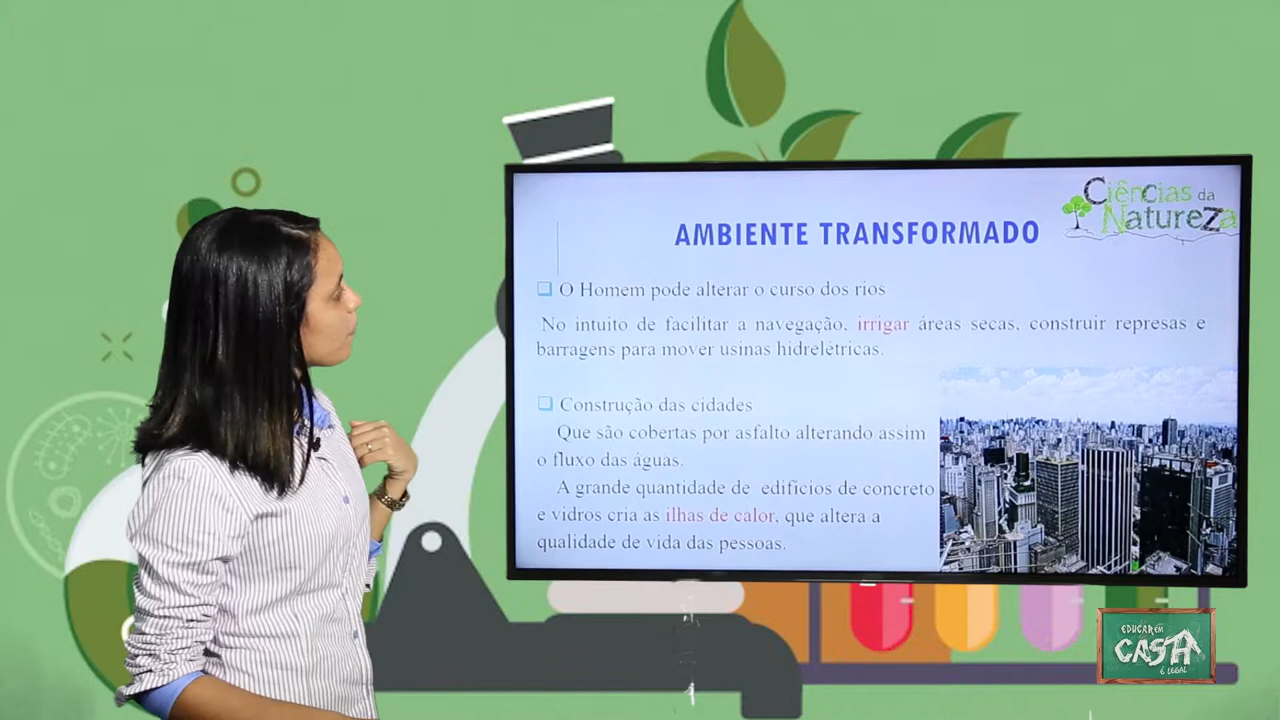 Ciências da
Natureza
AMBIENTE TRANSFORMADO
O Homem pode alterar o curso dos rios
No intuito de facilitar a navegação, irrigar áreas secas, construir represas e
barragens para mover usinas hidrelétricas.
Construção das cidades
Que são cobertas por asfalto alterando assim
o fluxo das águas.
A grande quantidade de edifícios de concreto
e vidros cria as ilhas de calor, que altera a
qualidade de vida das pessoas.
EDUCAR EM
CASA
É LEGAL